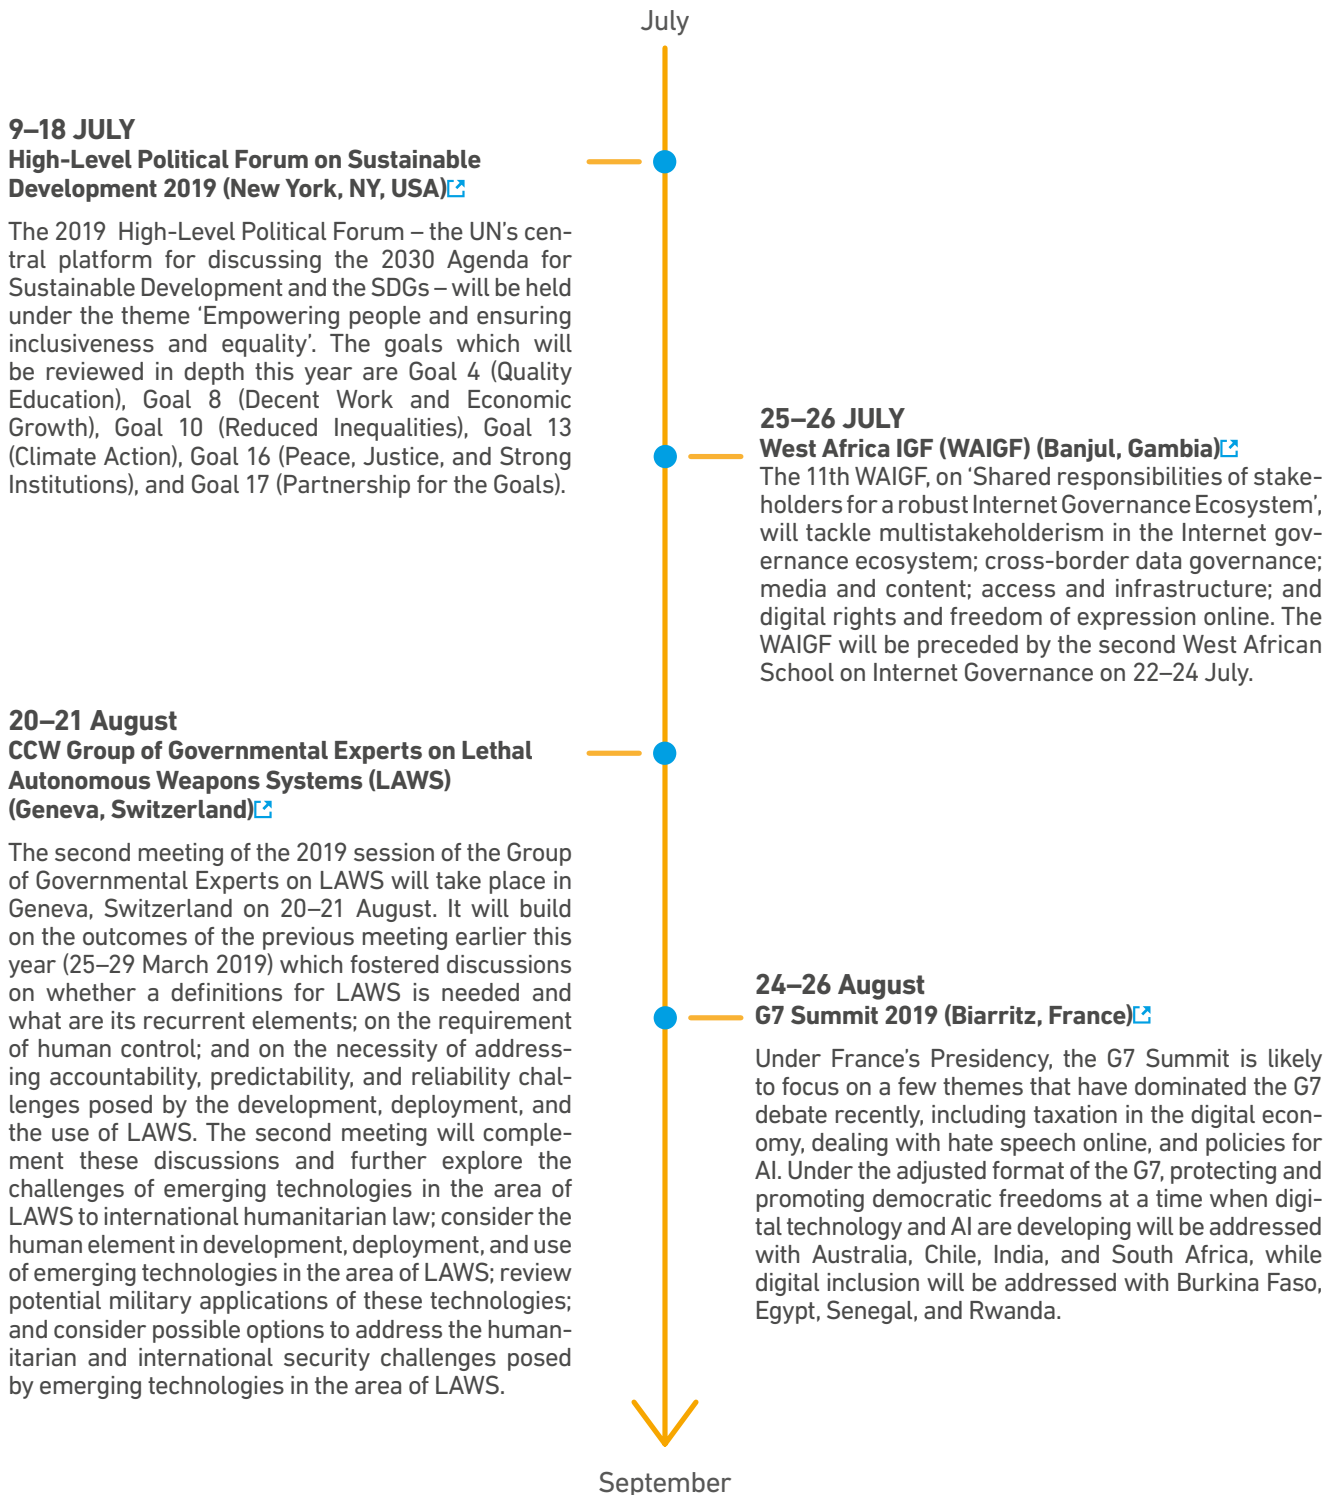 July
9–18 JULY
High-Level Political Forum on Sustainable
Development 2019 (New York, NY, USA)
The 2019 High-Level Political Forum – the UN's cen-
tral platform for discussing the 2030 Agenda for
Sustainable Development and the SDGs – will be held
under the theme ‘Empowering people and ensuring
inclusiveness and equality’. The goals which will
be reviewed in depth this year are Goal 4 (Quality
Education), Goal 8 (Decent Work and Economic
Growth), Goal 10 (Reduced Inequalities), Goal 13
(Climate Action), Goal 16 (Peace, Justice, and Strong
Institutions), and Goal 17 (Partnership for the Goals).
25–26 JULY
West Africa IGF (WAIGF) (Banjul, Gambia)
The 11th WAIGF, on ‘Shared responsibilities of stake-
holders for a robust Internet Governance Ecosystem’,
will tackle multistakeholderism in the Internet gov-
ernance ecosystem; cross-border data governance;
media and content; access and infrastructure; and
digital rights and freedom of expression online. The
WAIGF will be preceded by the second West African
School on Internet Governance on 22–24 July.
20–21 August
CCW Group of Governmental Experts on Lethal
Autonomous Weapons Systems (LAWS)
(Geneva, Switzerland)
The second meeting of the 2019 session of the Group
of Governmental Experts on LAWS will take place in
Geneva, Switzerland on 20–21 August. It will build
on the outcomes of the previous meeting earlier this
year (25–29 March 2019) which fostered discussions
on whether a definitions for LAWS is needed and
what are its recurrent elements; on the requirement
of human control; and on the necessity of address-
ing accountability, predictability, and reliability chal-
lenges posed by the development, deployment, and
the use of LAWS. The second meeting will comple-
ment these discussions and further explore the
challenges of emerging technologies in the area of
LAWS to international humanitarian law; consider the
human element in development, deployment, and use
of emerging technologies in the area of LAWS; review
potential military applications of these technologies;
and consider possible options to address the human-
itarian and international security challenges posed
by emerging technologies in the area of LAWS.
24–26 August
G7 Summit 2019 (Biarritz, France)
Under France's Presidency, the G7 Summit is likely
to focus on a few themes that have dominated the G7
debate recently, including taxation in the digital econ-
omy, dealing with hate speech online, and policies for
AI. Under the adjusted format of the G7, protecting and
promoting democratic freedoms at a time when digi-
tal technology and AI are developing will be addressed
with Australia, Chile, India, and South Africa, while
digital inclusion will be addressed with Burkina Faso,
Egypt, Senegal, and Rwanda.
September